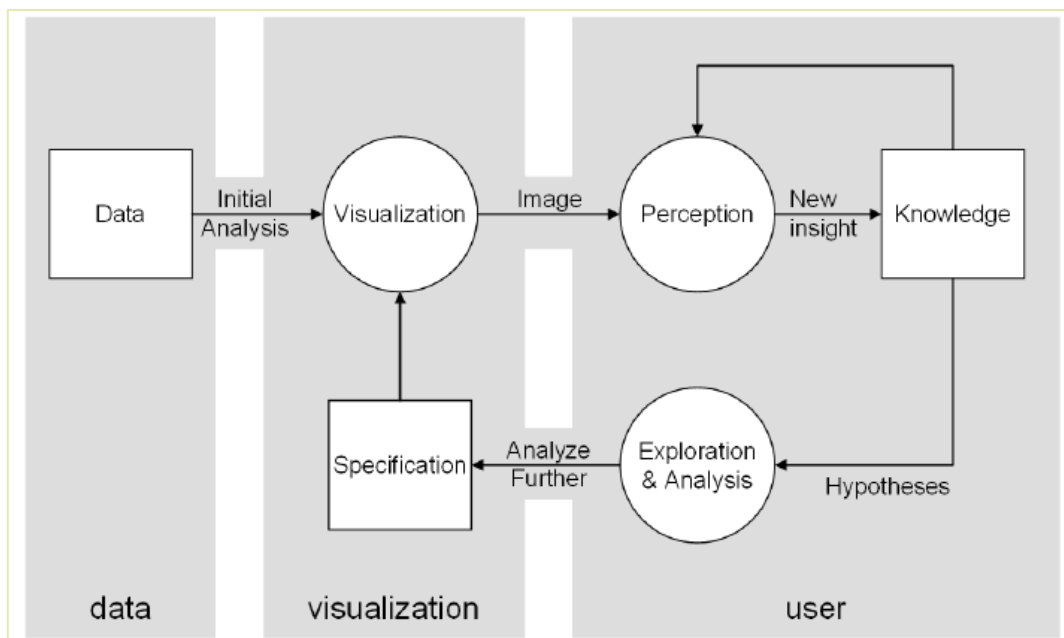 Data
Initial
Analysis
Visualization
Image
Perception
New
insight
Knowledge
Specification
Analyze
Further
Exploration
& Analysis
Hypotheses
data
visualization
user